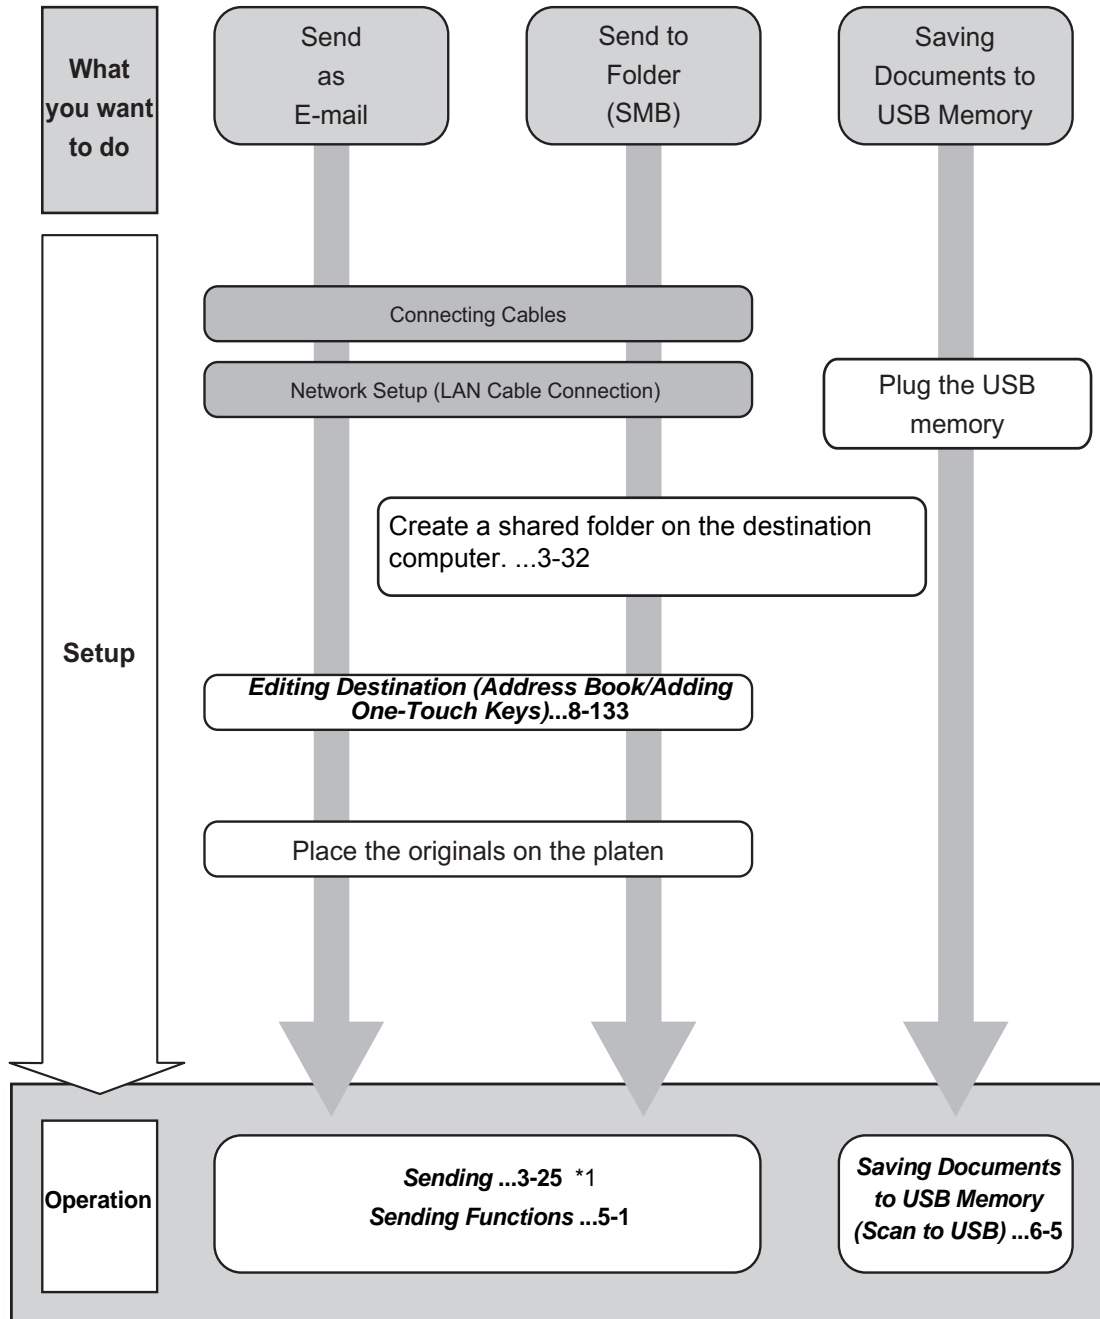 What
you want
to do
Send
as
E-mail
Send to
Folder
(SMB)
Saving
Documents to
USB Memory
Setup
Connecting Cables
Network Setup (LAN Cable Connection)
Plug the USB
memory
Create a shared folder on the destination
computer. ...3-32
Editing Destination (Address Book/Adding
One-Touch Keys)...8-133
Place the originals on the platen
Operation
Sending ...3-25 *1
Sending Functions ...5-1
Saving Documents
to USB Memory
(Scan to USB) ...6-5